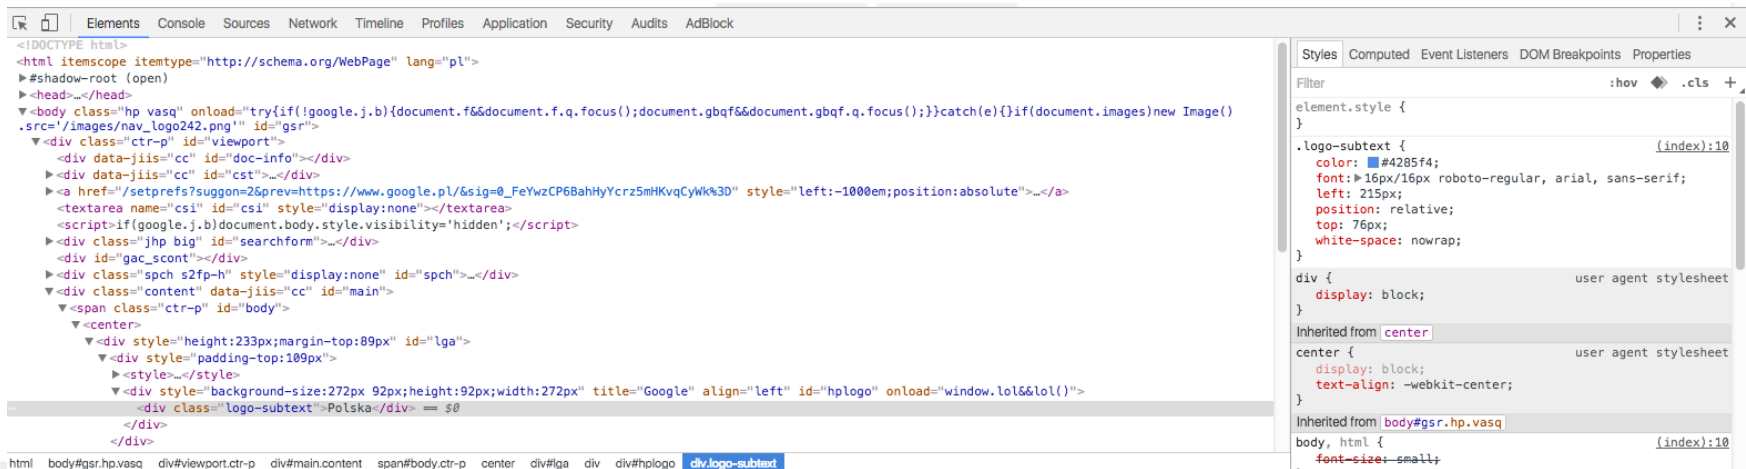 Elements Console Sources Network Timeline Profiles Application Security Audits AdBlock
<!DOCTYPE html>
<html itemscope itemtype="http://schema.org/WebPage" lang="pl">
#shadow-root (open)
<head>…</head>
<body class="hp vasq" onload="try{if(!google.j.b){document.f&&document.f.q.focus();document.gbqf&&document.gbqf.q.focus();}}catch(e){}if(document.images)new Image()
.src='/images/nav_logo242.png'" id="gsr">
<div class="ctr-p" id="viewport">
<div data-jiis="cc" id="doc-info"></div>
<div data-jiis="cc" id="cst">…</div>
<a href="/setprefs?suggon=2&prev=https://www.google.pl/&sig=0_FeYwzCP6BahHyYcrz5mHKvqCyWk%3D" style="left:-1000em;position:absolute">…</a>
<textarea name="csi" id="csi" style="display:none"></textarea>
<script>if(google.j.b)document.body.style.visibility='hidden';</script>
<div class="jhp big" id="searchform">…</div>
<div id="gac_scont"></div>
<div class="spch s2fp-h" style="display:none" id="spch">…</div>
<div class="content" data-jiis="cc" id="main">
<span class="ctr-p" id="body">
<center>
<div style="height:233px;margin-top:89px" id="lga">
<div style="padding-top:109px">
<style>…</style>
<div style="background-size:272px 92px;height:92px;width:272px" title="Google" align="left" id="hplogo" onload="window.lol&&lol()">
<div class="logo-subtext">Polska</div> == $0
</div>
</div>
html body#gsr.hp.vasq div#viewport.ctr-p div#main.content span#body.ctr-p center div#lga div div#hplogo div.logo-subtext
Styles Computed Event Listeners DOM Breakpoints Properties
Filter :hov .cls +
element.style {
}
.logo-subtext { (index):10
color: #4285f4;
font: 16px/16px roboto-regular, arial, sans-serif;
left: 215px;
position: relative;
top: 76px;
white-space: nowrap;
}
div { user agent stylesheet
display: block;
}
Inherited from center
center { user agent stylesheet
display: block;
text-align: -webkit-center;
}
Inherited from body#gsr.hp.vasq
body, html { (index):10
font-size: small;